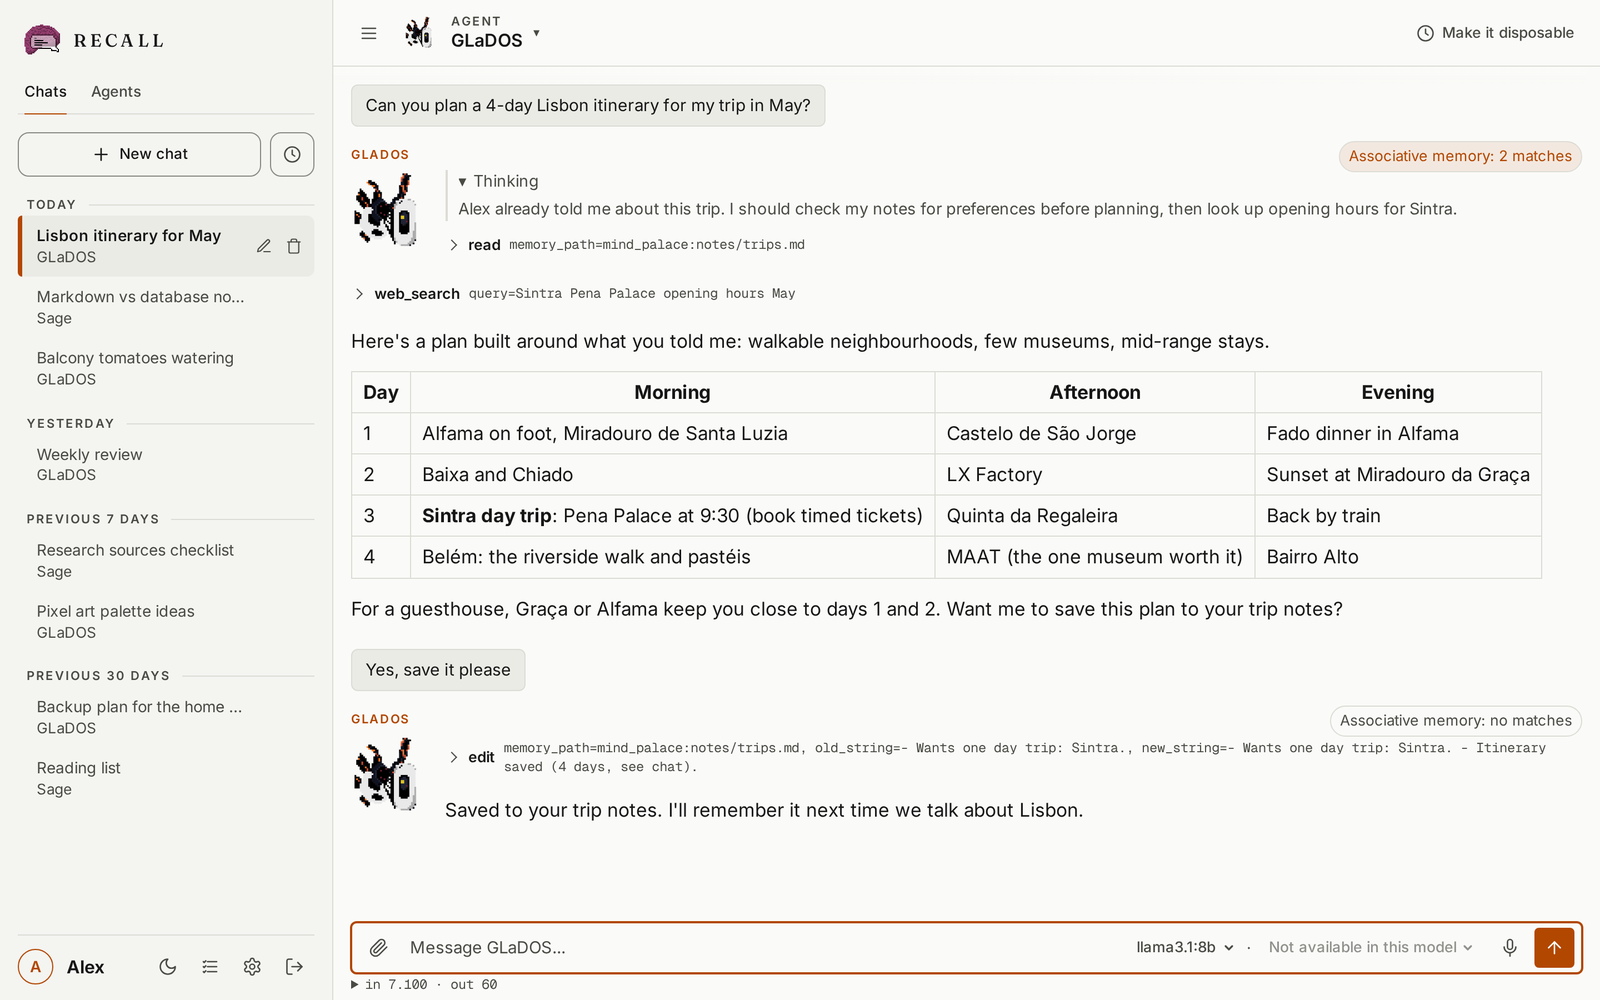 RECALL
Chats Agents
New chat
TODAY
Lisbon itinerary for May
GLaDOS
Markdown vs database no...
Sage
Balcony tomatoes watering
GLaDOS
YESTERDAY
Weekly review
GLaDOS
PREVIOUS 7 DAYS
Research sources checklist
Sage
Pixel art palette ideas
GLaDOS
PREVIOUS 30 DAYS
Backup plan for the home ...
GLaDOS
Reading list
Sage
A Alex
AGENT
GLaDOS
Make it disposable
Can you plan a 4-day Lisbon itinerary for my trip in May?
GLADOS
Associative memory: 2 matches
Thinking
Alex already told me about this trip. I should check my notes for preferences before planning, then look up opening hours for Sintra.
read memory_path=mind_palace:notes/trips.md
web_search query=Sintra Pena Palace opening hours May
Here's a plan built around what you told me: walkable neighbourhoods, few museums, mid-range stays.
Day Morning Afternoon Evening
1 Alfama on foot, Miradouro de Santa Luzia Castelo de São Jorge Fado dinner in Alfama
2 Baixa and Chiado LX Factory Sunset at Miradouro da Graça
3 Sintra day trip: Pena Palace at 9:30 (book timed tickets) Quinta da Regaleira Back by train
4 Belém: the riverside walk and pastéis MAAT (the one museum worth it) Bairro Alto
For a guesthouse, Graça or Alfama keep you close to days 1 and 2. Want me to save this plan to your trip notes?
Yes, save it please
GLADOS
Associative memory: no matches
edit memory_path=mind_palace:notes/trips.md, old_string=- Wants one day trip: Sintra., new_string=- Wants one day trip: Sintra. - Itinerary
saved (4 days, see chat).
Saved to your trip notes. I'll remember it next time we talk about Lisbon.
Message GLaDOS...
llama3.1:8b · Not available in this model
in 7.100 · out 60